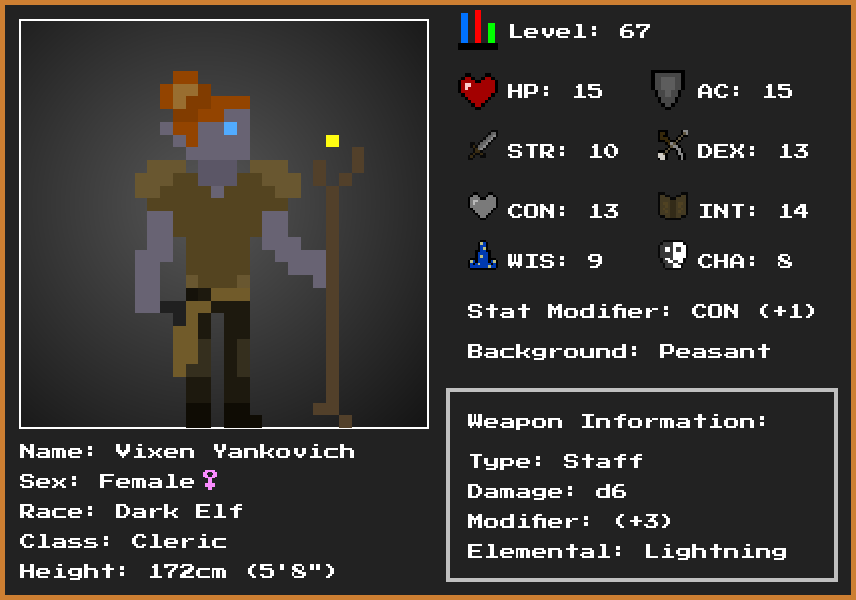 Level: 67
HP: 15
AC: 15
STR: 10
DEX: 13
CON: 13
INT: 14
WIS: 9
CHA: 8
Stat Modifier: CON (+1)
Background: Peasant
Weapon Information:
Type: Staff
Damage: d6
Modifier: (+3)
Elemental: Lightning
Name: Vixen Yankovich
Sex: Female♀
Race: Dark Elf
Class: Cleric
Height: 172cm (5'8")